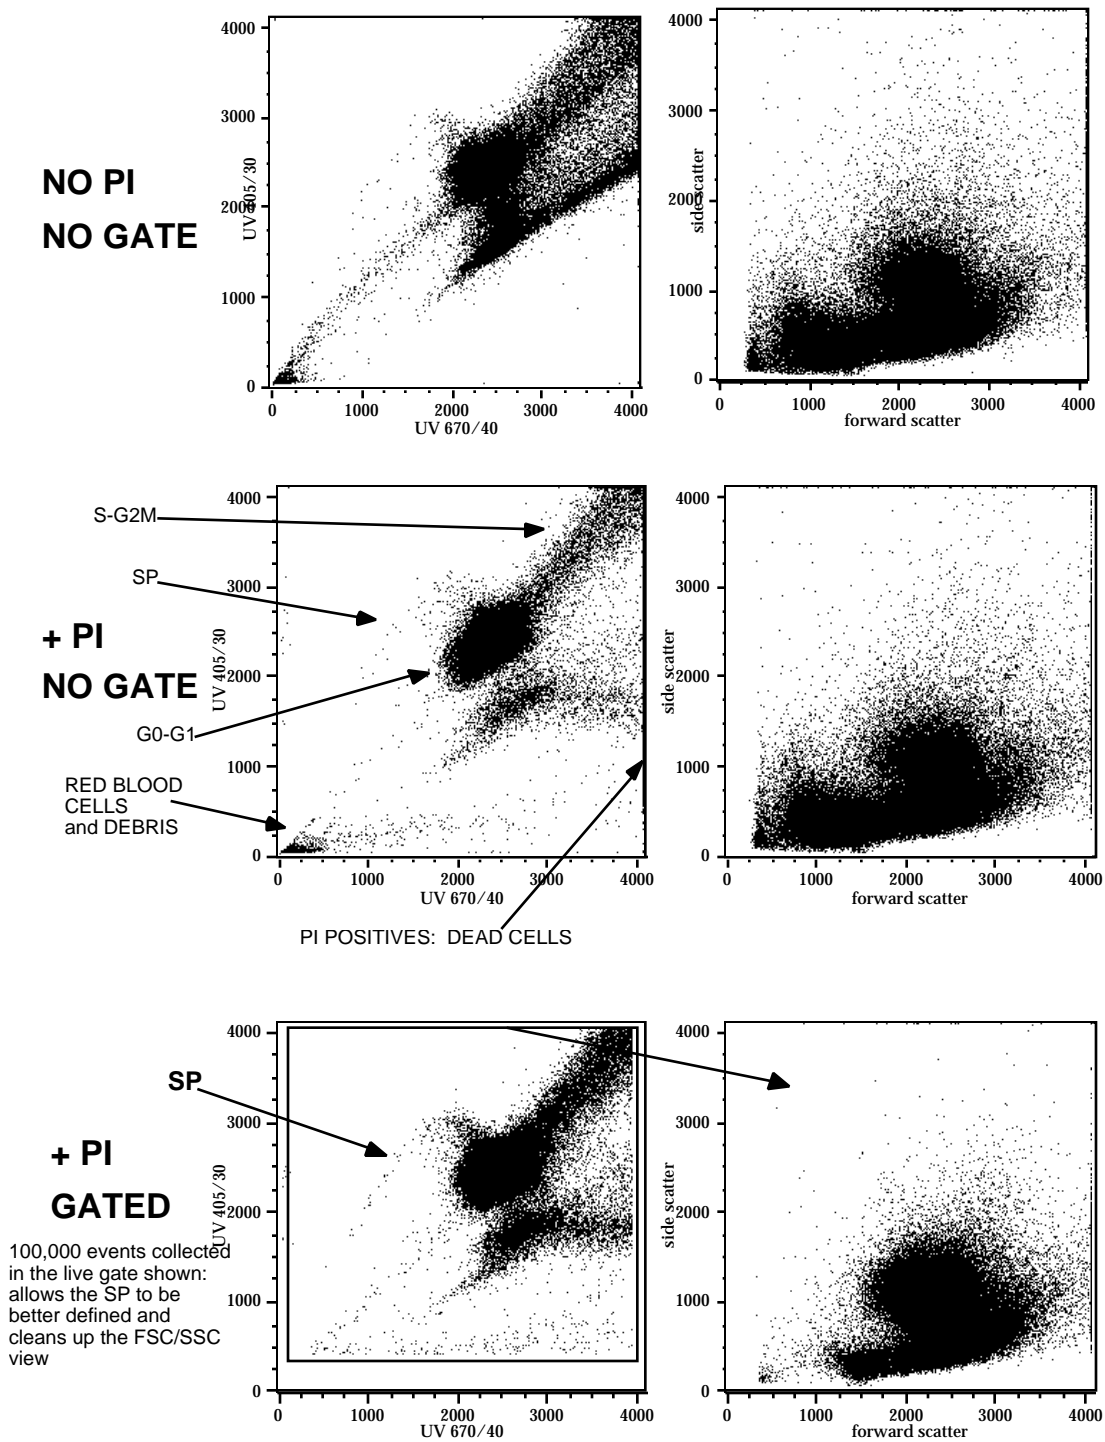 NO PI
NO GATE
4000
3000
2000
1000
0
UV 405/30
0 1000 2000 3000 4000
UV 670/40
4000
3000
2000
1000
0
side scatter
0 1000 2000 3000 4000
forward scatter
+ PI
NO GATE
S-G2M
SP
G0-G1
RED BLOOD
CELLS
and DEBRIS
4000
3000
2000
1000
0
UV 405/30
0 1000 2000 3000 4000
UV 670/40
PI POSITIVES: DEAD CELLS
4000
3000
2000
1000
0
side scatter
0 1000 2000 3000 4000
forward scatter
SP
+ PI
GATED
100,000 events collected
in the live gate shown:
allows the SP to be
better defined and
cleans up the FSC/SSC
view
4000
3000
2000
1000
0
UV 405/30
0 1000 2000 3000 4000
UV 670/40
4000
3000
2000
1000
0
side scatter
0 1000 2000 3000 4000
forward scatter